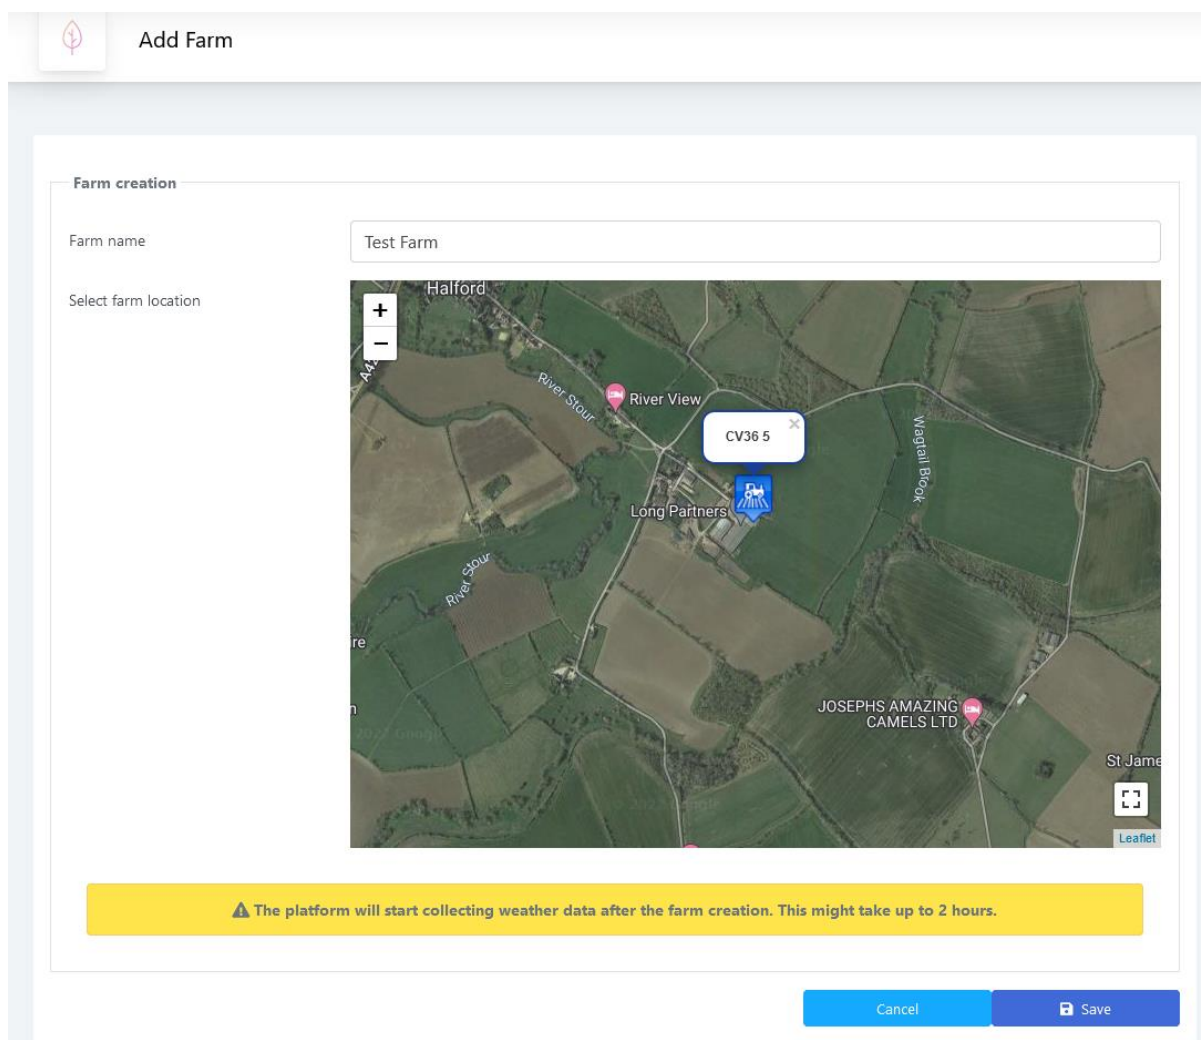 Add Farm
Farm creation
Farm name
Test Farm
Select farm location
Halford
+
−
River Stour
River View
CV36 5
×
Wagtail Brook
Long Partners
River Stour
ire
n
JOSEPHS AMAZING
CAMELS LTD
St Jame
Leaflet
The platform will start collecting weather data after the farm creation. This might take up to 2 hours.
Cancel
Save